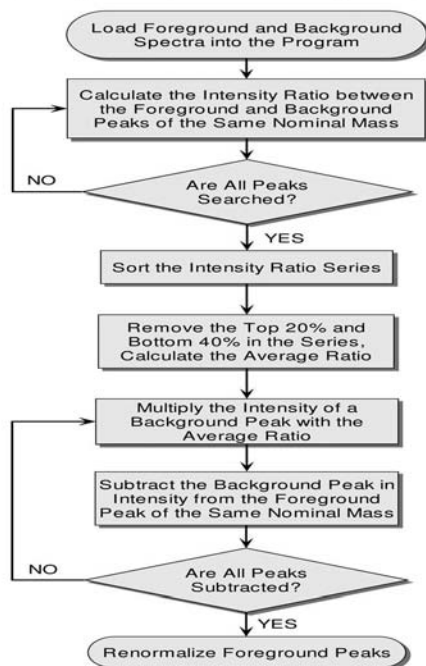 Load Foreground and Background
Spectra into the Program
Calculate the Intensity Ratio between
the Foreground and Background
Peaks of the Same Nominal Mass
NO
Are All Peaks
Searched?
YES
Sort the Intensity Ratio Series
Remove the Top 20% and
Bottom 40% in the Series,
Calculate the Average Ratio
Multiply the Intensity of a
Background Peak with the
Average Ratio
Subtract the Background Peak in
Intensity from the Foreground
Peak of the Same Nominal Mass
NO
Are All Peaks
Subtracted?
YES
Renormalize Foreground Peaks